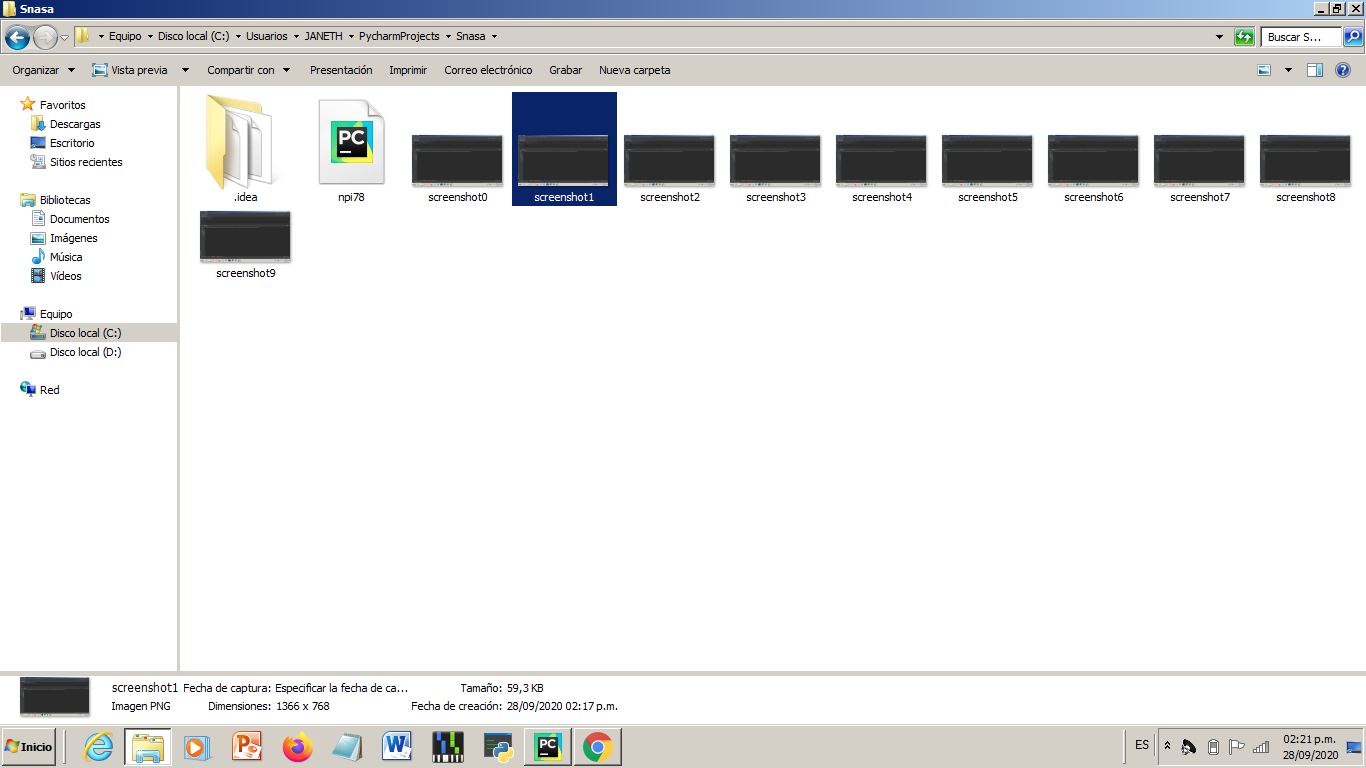 Snasa
Equipo Disco local (C:) Usuarios JANETH PycharmProjects Snasa
Buscar S...
Organizar Vista previa Compartir con Presentación Imprimir Correo electrónico Grabar Nueva carpeta
Favoritos
Descargas
Escritorio
Sitios recientes
Bibliotecas
Documentos
Imágenes
Música
Vídeos
Equipo
Disco local (C:)
Disco local (D:)
Red
PC
.idea npi78 screenshot0 screenshot1 screenshot2 screenshot3 screenshot4 screenshot5 screenshot6 screenshot7 screenshot8
screenshot9
screenshot1 Fecha de captura: Especificar la fecha de ca... Tamaño: 59,3 KB
Imagen PNG Dimensiones: 1366 x 768 Fecha de creación: 28/09/2020 02:17 p.m.
Inicio
PC
ES
02:21 p.m.
28/09/2020